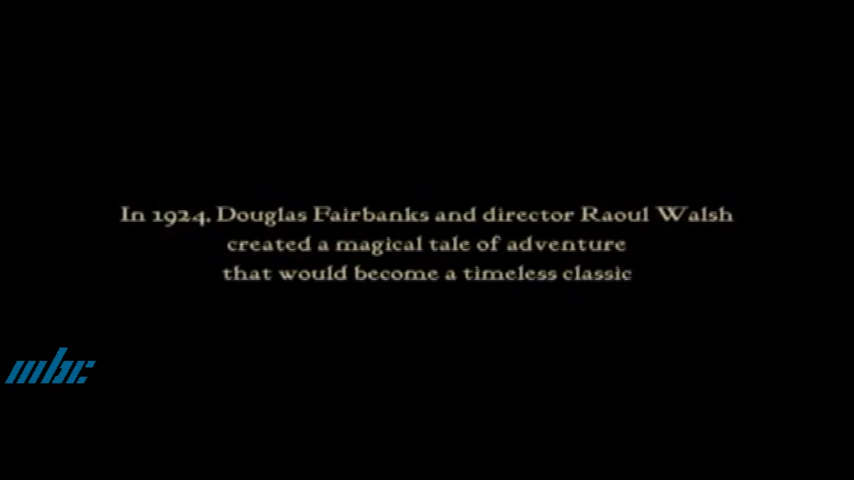 In 1924, Douglas Fairbanks and director Raoul Walsh
created a magical tale of adventure
that would become a timeless classic
mbc